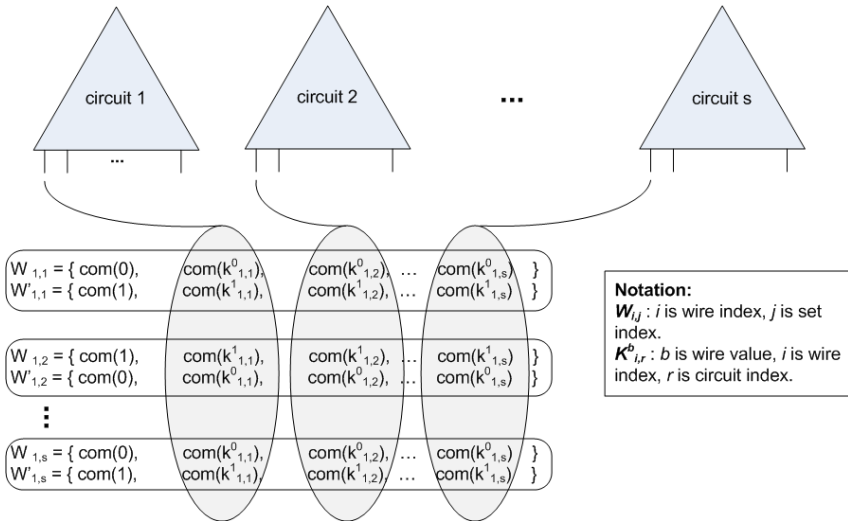 circuit 1
circuit 2
...
circuit s
...
W 1,1 = { com(0), com(k⁰1,1), com(k⁰1,2), ... com(k⁰1,s) }
W'1,1 = { com(1), com(k¹1,1), com(k¹1,2), ... com(k¹1,s) }
W 1,2 = { com(1), com(k¹1,1), com(k¹1,2), ... com(k¹1,s) }
W'1,2 = { com(0), com(k⁰1,1), com(k⁰1,2), ... com(k⁰1,s) }
⋮
W 1,s = { com(0), com(k⁰1,1), com(k⁰1,2), ... com(k⁰1,s) }
W'1,s = { com(1), com(k¹1,1), com(k¹1,2), ... com(k¹1,s) }
Notation:
Wi,j : i is wire index, j is set
index.
Kᵇi,r : b is wire value, i is wire
index, r is circuit index.